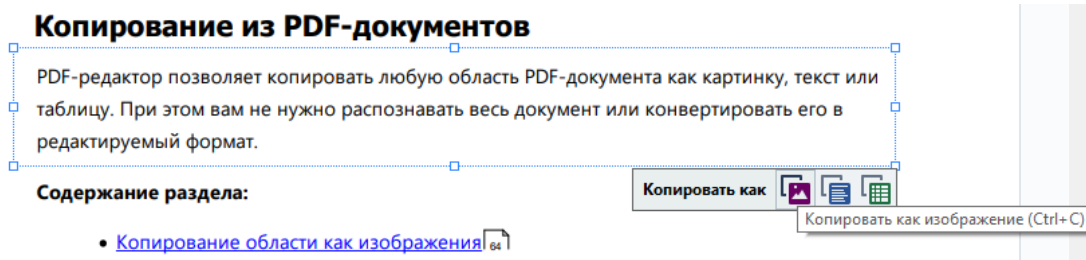 Копирование из PDF-документов
PDF-редактор позволяет копировать любую область PDF-документа как картинку, текст или
таблицу. При этом вам не нужно распознавать весь документ или конвертировать его в
редактируемый формат.
Содержание раздела:
Копировать как
Копировать как изображение (Ctrl+C)
• Копирование области как изображения 64